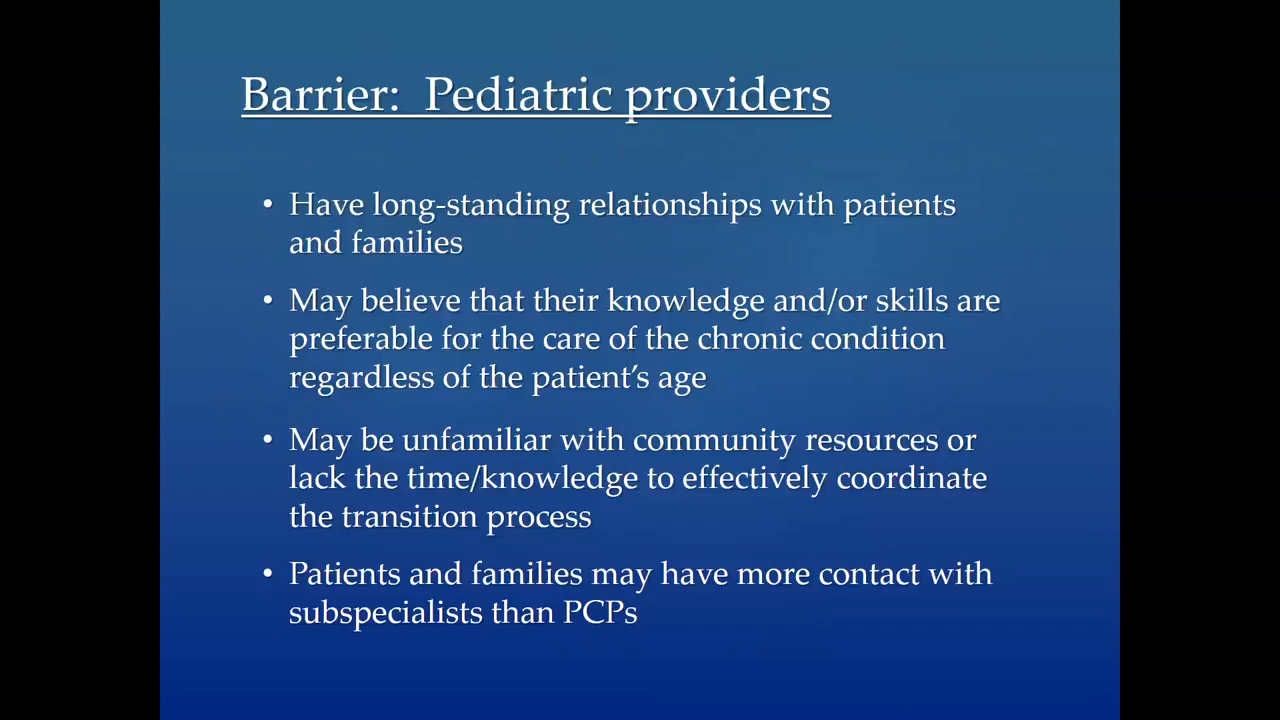 Barrier:  Pediatric providers
• Have long-standing relationships with patients
and families
• May believe that their knowledge and/or skills are
preferable for the care of the chronic condition
regardless of the patient’s age
• May be unfamiliar with community resources or
lack the time/knowledge to effectively coordinate
the transition process
• Patients and families may have more contact with
subspecialists than PCPs